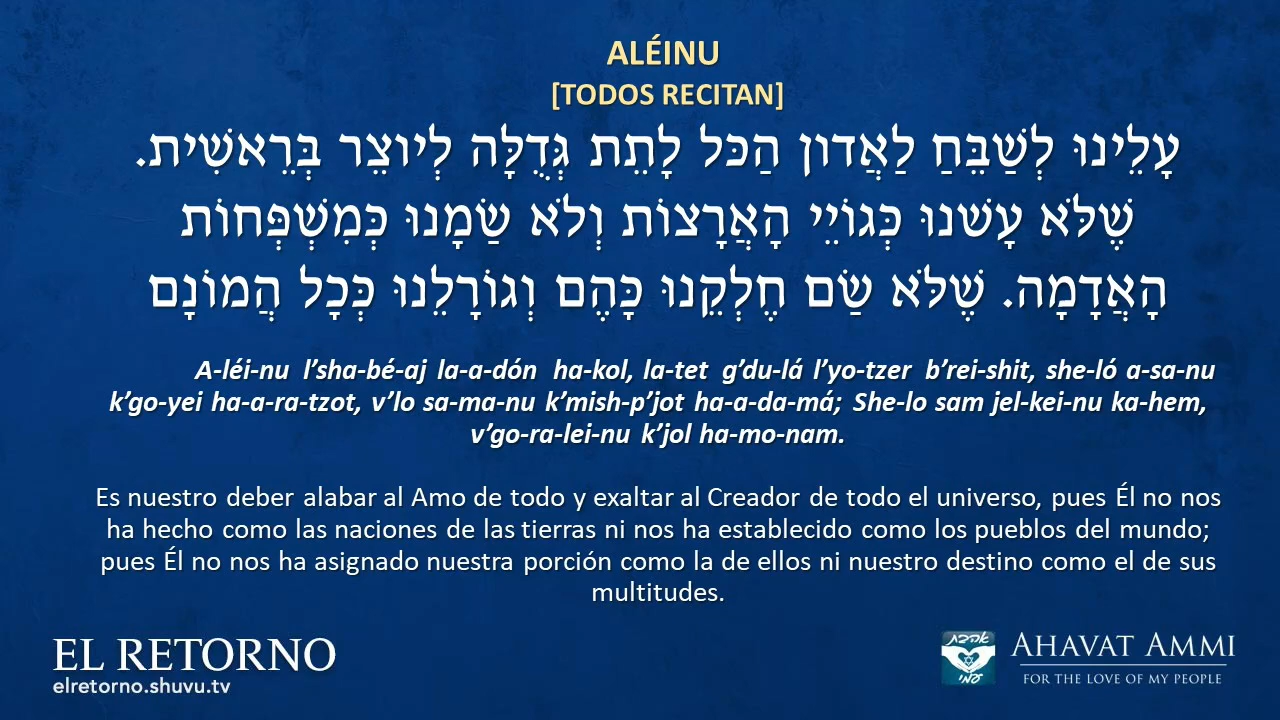 ALÉINU
[TODOS RECITAN]
עָלֵינוּ לְשַׁבֵּחַ לַאֲדוֹן הַכֹּל לָתֵת גְּדֻלָּה לְיוֹצֵר בְּרֵאשִׁית.
שֶׁלֹּא עָשׂנוּ כְּגוֹיֵי הָאֲרָצוֹת וְלֹא שַׂמָנוּ כְּמִשְׁפְּחוֹת
הָאֲדָמָה. שֶׁלֹּא שַׂם חֶלְקֵנוּ כָּהֶם וְגוֹרָלֵנוּ כְּכָל הֲמוֹנָם
A-léi-nu l’sha-bé-aj la-a-dón ha-kol, la-tet g’du-lá l’yo-tzer b’rei-shit, she-ló a-sa-nu
k’go-yei ha-a-ra-tzot, v’lo sa-ma-nu k’mish-p’jot ha-a-da-má; She-lo sam jel-kei-nu ka-hem,
v’go-ra-lei-nu k’jol ha-mo-nam.
Es nuestro deber alabar al Amo de todo y exaltar al Creador de todo el universo, pues Él no nos
ha hecho como las naciones de las tierras ni nos ha establecido como los pueblos del mundo;
pues Él no nos ha asignado nuestra porción como la de ellos ni nuestro destino como el de sus
multitudes.
EL RETORNO
elretorno.shuvu.tv
אהבת
עמי
AHAVAT AMMI
FOR THE LOVE OF MY PEOPLE